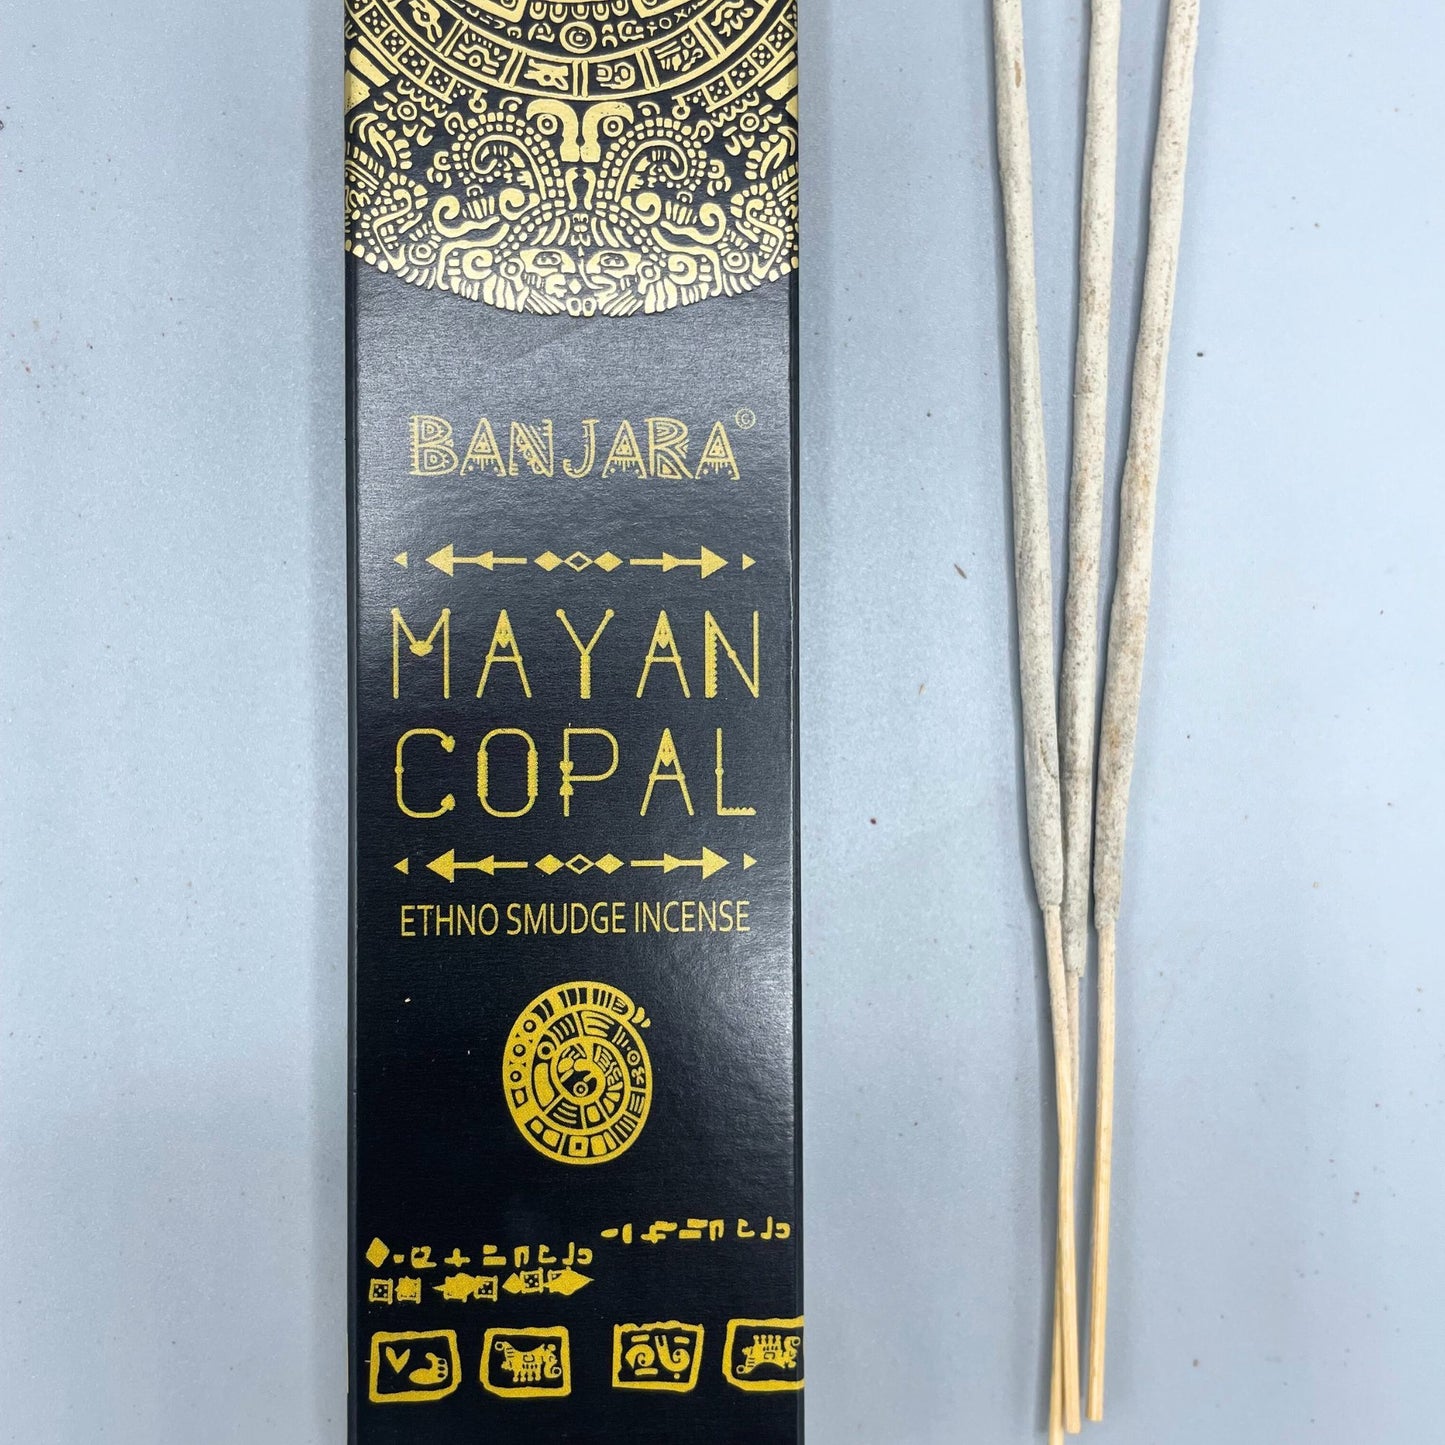 BANJARA©
MAYAN
COPAL
ETHNO SMUDGE INCENSE